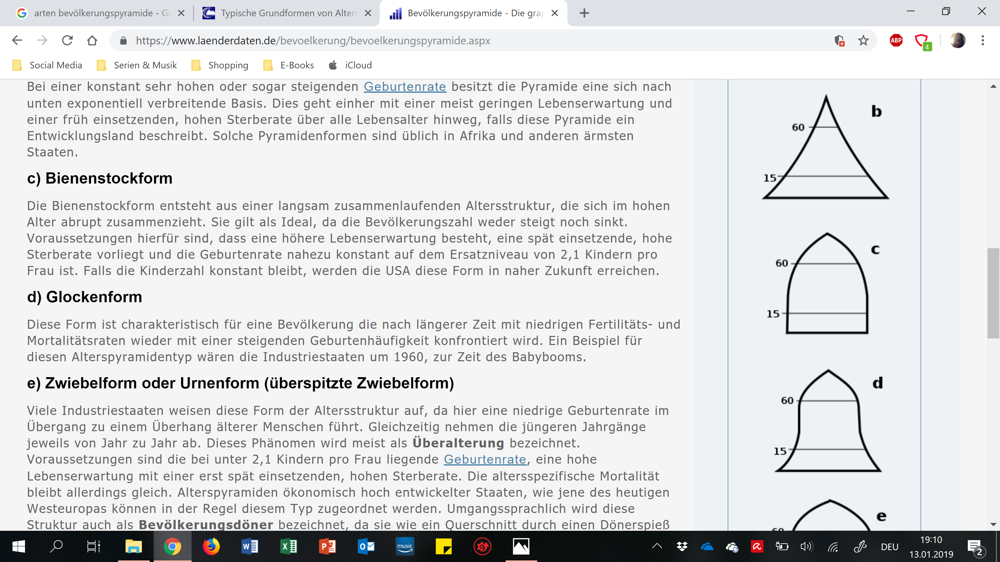 arten bevölkerungspyramide - Go
Typische Grundformen von Alters
Bevölkerungspyramide - Die grap
https://www.laenderdaten.de/bevoelkerung/bevoelkerungspyramide.aspx
ABP
4
Social Media
Serien & Musik
Shopping
E-Books
iCloud
Bei einer konstant sehr hohen oder sogar steigenden Geburtenrate besitzt die Pyramide eine sich nach
unten exponentiell verbreitende Basis. Dies geht einher mit einer meist geringen Lebenserwartung und
einer früh einsetzenden, hohen Sterberate über alle Lebensalter hinweg, falls diese Pyramide ein
Entwicklungsland beschreibt. Solche Pyramidenformen sind üblich in Afrika und anderen ärmsten
Staaten.
c) Bienenstockform
Die Bienenstockform entsteht aus einer langsam zusammenlaufenden Altersstruktur, die sich im hohen
Alter abrupt zusammenzieht. Sie gilt als Ideal, da die Bevölkerungszahl weder steigt noch sinkt.
Voraussetzungen hierfür sind, dass eine höhere Lebenserwartung besteht, eine spät einsetzende, hohe
Sterberate vorliegt und die Geburtenrate nahezu konstant auf dem Ersatzniveau von 2,1 Kindern pro
Frau ist. Falls die Kinderzahl konstant bleibt, werden die USA diese Form in naher Zukunft erreichen.
d) Glockenform
Diese Form ist charakteristisch für eine Bevölkerung die nach längerer Zeit mit niedrigen Fertilitäts- und
Mortalitätsraten wieder mit einer steigenden Geburtenhäufigkeit konfrontiert wird. Ein Beispiel für
diesen Alterspyramidentyp wären die Industriestaaten um 1960, zur Zeit des Babybooms.
e) Zwiebelform oder Urnenform (überspitzte Zwiebelform)
Viele Industriestaaten weisen diese Form der Altersstruktur auf, da hier eine niedrige Geburtenrate im
Übergang zu einem Überhang älterer Menschen führt. Gleichzeitig nehmen die jüngeren Jahrgänge
jeweils von Jahr zu Jahr ab. Dieses Phänomen wird meist als Überalterung bezeichnet.
Voraussetzungen sind die bei unter 2,1 Kindern pro Frau liegende Geburtenrate, eine hohe
Lebenserwartung mit einer erst spät einsetzenden, hohen Sterberate. Die altersspezifische Mortalität
bleibt allerdings gleich. Alterspyramiden ökonomisch hoch entwickelter Staaten, wie jene des heutigen
Westeuropas können in der Regel diesem Typ zugeordnet werden. Umgangssprachlich wird diese
Struktur auch als Bevölkerungsdöner bezeichnet, da sie wie ein Querschnitt durch einen Dönerspieß
b
60
15
c
60
15
d
60
15
e
60
music
DEU
19:10
13.01.2019
2